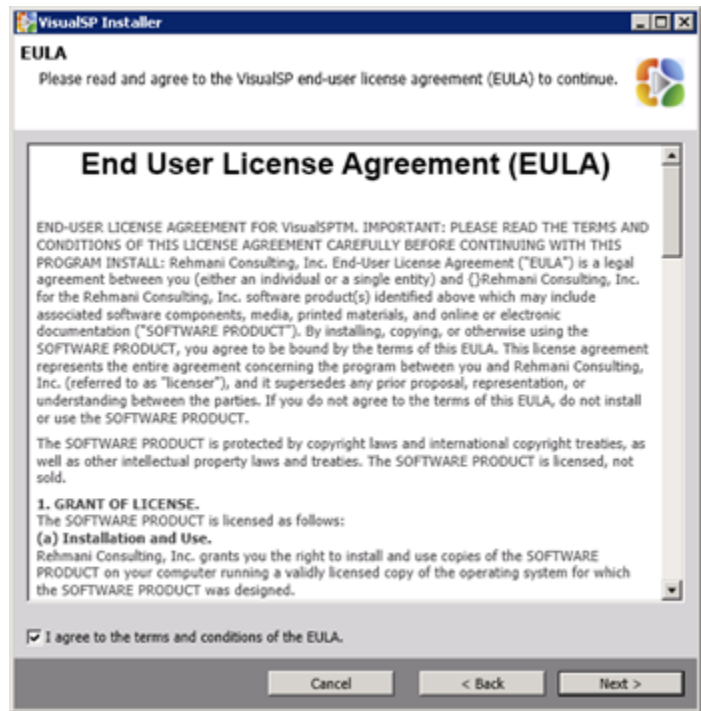 VisualSP Installer
EULA
Please read and agree to the VisualSP end-user license agreement (EULA) to continue.
End User License Agreement (EULA)
END-USER LICENSE AGREEMENT FOR VisualSPTM. IMPORTANT: PLEASE READ THE TERMS AND
CONDITIONS OF THIS LICENSE AGREEMENT CAREFULLY BEFORE CONTINUING WITH THIS
PROGRAM INSTALL: Rehmani Consulting, Inc. End-User License Agreement ("EULA") is a legal
agreement between you (either an individual or a single entity) and {}Rehmani Consulting, Inc.
for the Rehmani Consulting, Inc. software product(s) identified above which may include
associated software components, media, printed materials, and online or electronic
documentation ("SOFTWARE PRODUCT"). By installing, copying, or otherwise using the
SOFTWARE PRODUCT, you agree to be bound by the terms of this EULA. This license agreement
represents the entire agreement concerning the program between you and Rehmani Consulting,
Inc. (referred to as "licenser"), and it supersedes any prior proposal, representation, or
understanding between the parties. If you do not agree to the terms of this EULA, do not install
or use the SOFTWARE PRODUCT.
The SOFTWARE PRODUCT is protected by copyright laws and international copyright treaties, as
well as other intellectual property laws and treaties. The SOFTWARE PRODUCT is licensed, not
sold.
1. GRANT OF LICENSE.
The SOFTWARE PRODUCT is licensed as follows:
(a) Installation and Use.
Rehmani Consulting, Inc. grants you the right to install and use copies of the SOFTWARE
PRODUCT on your computer running a validly licensed copy of the operating system for which
the SOFTWARE PRODUCT was designed.
I agree to the terms and conditions of the EULA.
Cancel
< Back
Next >